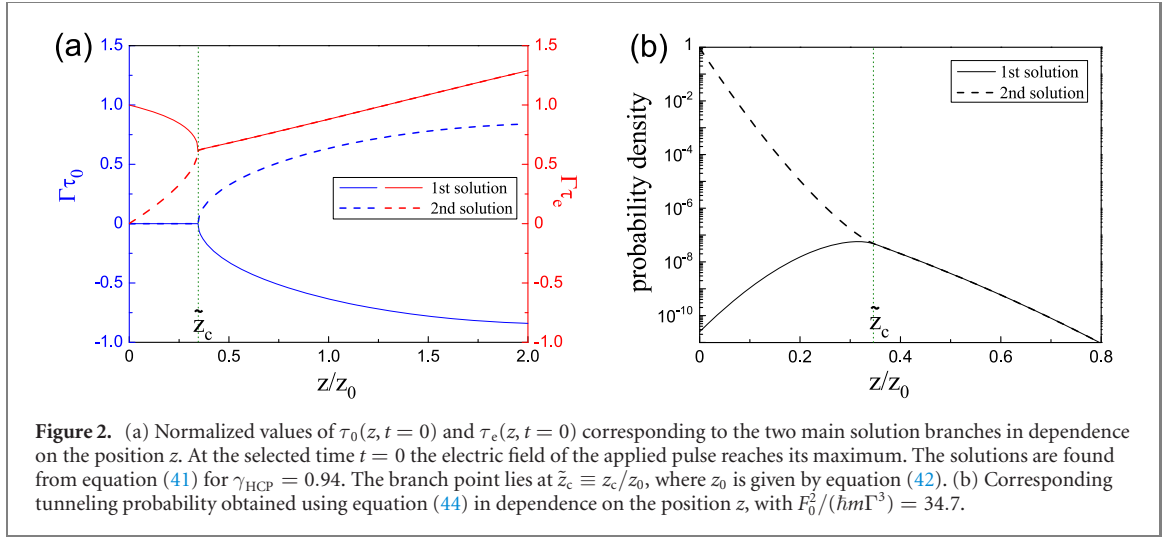 (a)
1.5
1.0
0.5
0
-0.5
-1.0
Γτ₀
1.5
1.0
0.5
0
-0.5
-1.0
Γτₑ
1st solution
2nd solution
z̃_c
0
0.5
1.0
1.5
2.0
z/z₀
(b)
1
10⁻²
10⁻⁴
10⁻⁶
10⁻⁸
10⁻¹⁰
probability density
1st solution
2nd solution
z̃_c
0
0.2
0.4
0.6
0.8
z/z₀
Figure 2. (a) Normalized values of τ₀(z, t = 0) and τₑ(z, t = 0) corresponding to the two main solution branches in dependence
on the position z. At the selected time t = 0 the electric field of the applied pulse reaches its maximum. The solutions are found
from equation (41) for γ_HCP = 0.94. The branch point lies at z̃_c ≡ z_c/z₀, where z₀ is given by equation (42). (b) Corresponding
tunneling probability obtained using equation (44) in dependence on the position z, with F₀²/(ℏmΓ³) = 34.7.